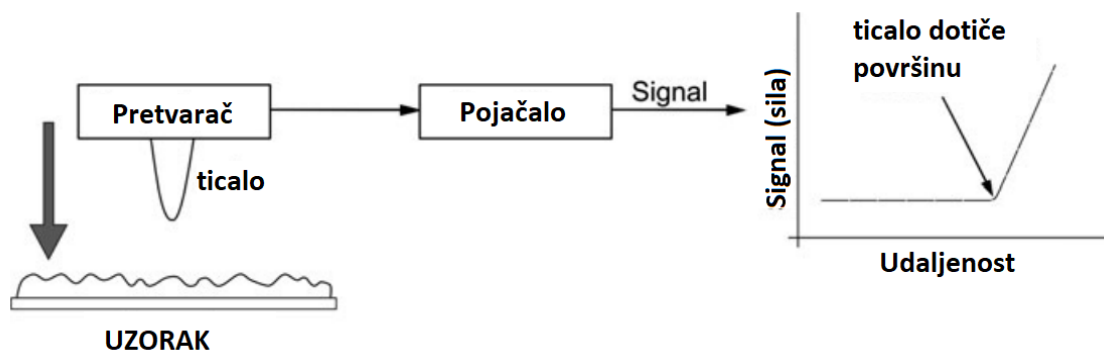 Pretvarač
ticalo
UZORAK
Pojačalo
Signal
Signal (sila)
ticalo dotiče
površinu
Udaljenost